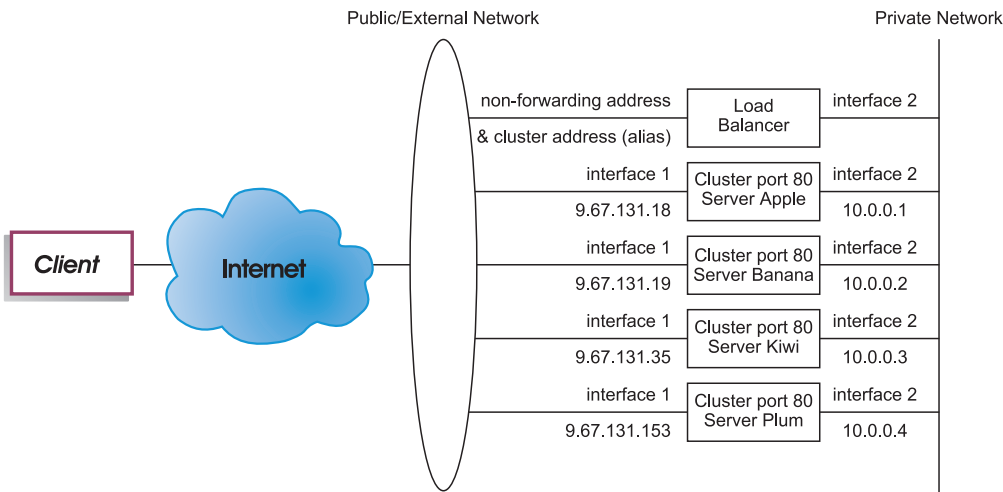 Public/External Network
Private Network
non-forwarding address
& cluster address (alias)
Load
Balancer
interface 2
interface 1
9.67.131.18
Cluster port 80
Server Apple
interface 2
10.0.0.1
interface 1
9.67.131.19
Cluster port 80
Server Banana
interface 2
10.0.0.2
Client
Internet
interface 1
9.67.131.35
Cluster port 80
Server Kiwi
interface 2
10.0.0.3
interface 1
9.67.131.153
Cluster port 80
Server Plum
interface 2
10.0.0.4